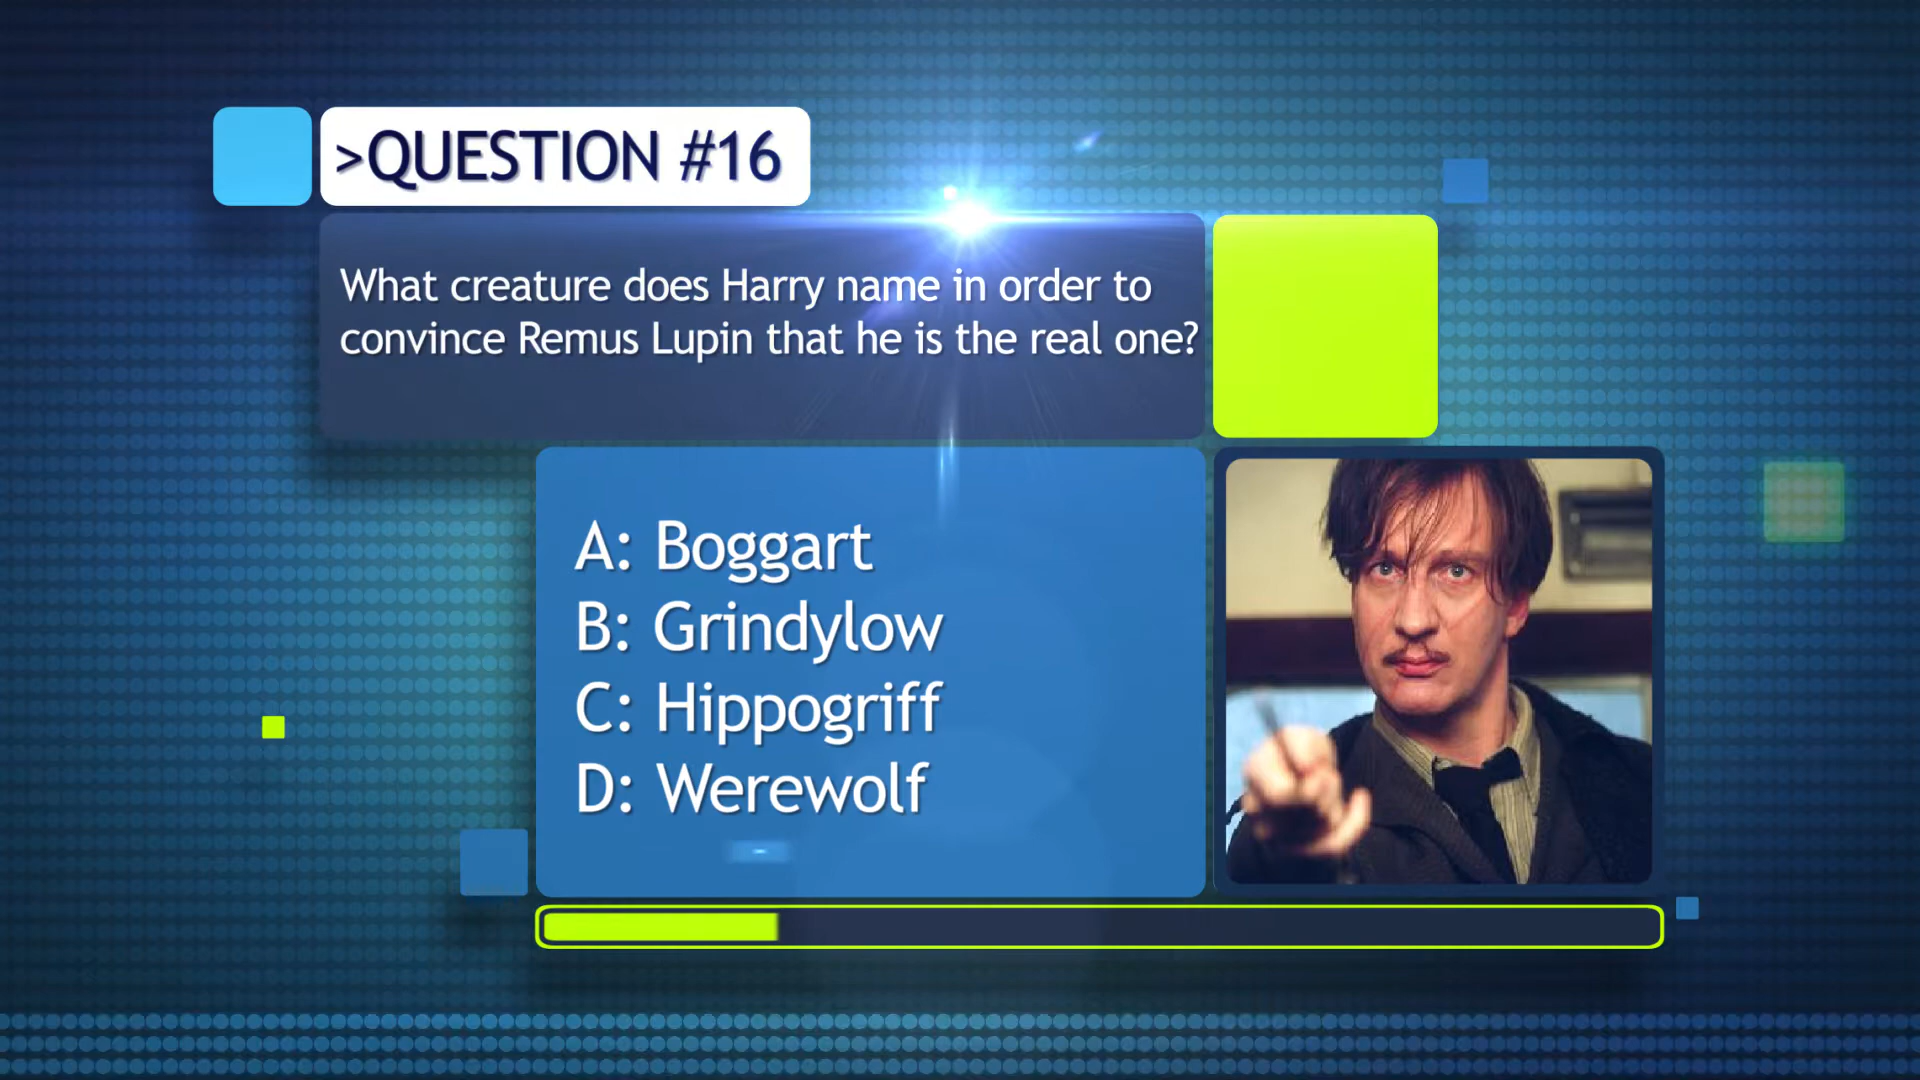 >QUESTION #16
What creature does Harry name in order to
convince Remus Lupin that he is the real one?
A: Boggart
B: Grindylow
C: Hippogriff
D: Werewolf